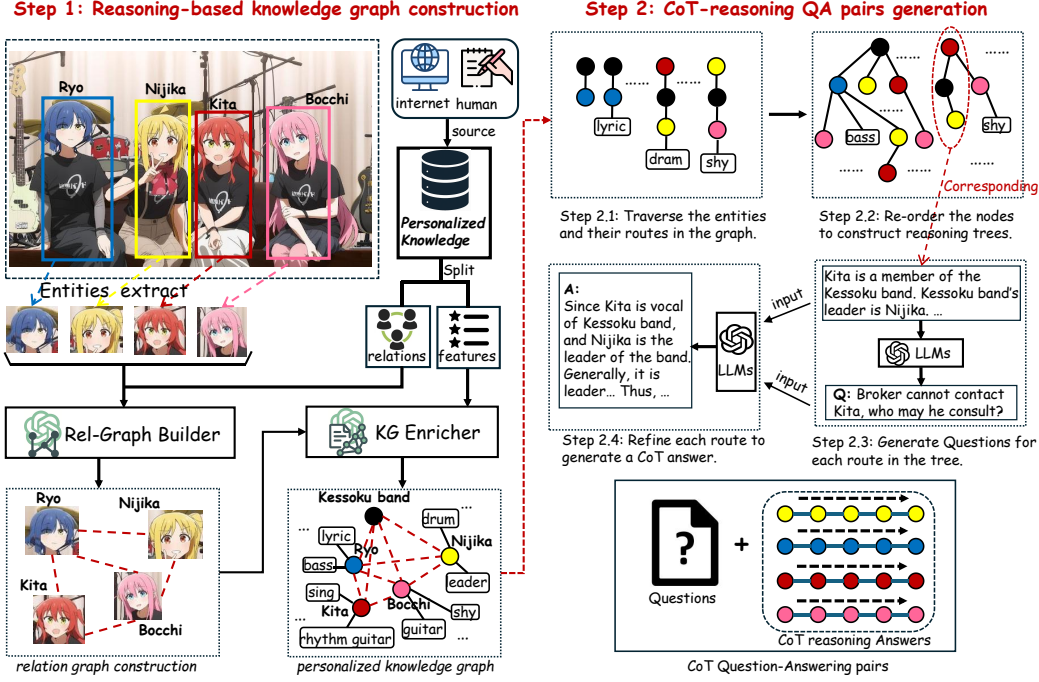 Step 1: Reasoning-based knowledge graph construction
Ryo
Nijika
Kita
Bocchi
Entities extract
internet human
source
Personalized
Knowledge
Split
relations
features
Rel-Graph Builder
KG Enricher
Ryo
Nijika
Kita
Bocchi
relation graph construction
Kessoku band
...
drum
...
lyric
Ryo
Nijika
bass
eader
sing
Bocchi
shy
Kita
...
guitar
...
rhythm guitar
personalized knowledge graph
Step 2: CoT-reasoning QA pairs generation
......
lyric
dram
shy
Step 2.1: Traverse the entities
and their routes in the graph.
......
......
bass
shy
......
......
Corresponding
Step 2.2: Re-order the nodes
to construct reasoning trees.
Kita is a member of the
Kessoku band. Kessoku band's
leader is Nijika. ...
LLMs
Q: Broker cannot contact
Kita, who may he consult?
Step 2.3: Generate Questions for
each route in the tree.
input
input
LLMs
A:
Since Kita is vocal
of Kessoku band,
and Nijika is the
leader of the band.
Generally, it is
leader... Thus, ...
Step 2.4: Refine each route to
generate a CoT answer.
?
+
Questions
CoT reasoning Answers
CoT Question-Answering pairs